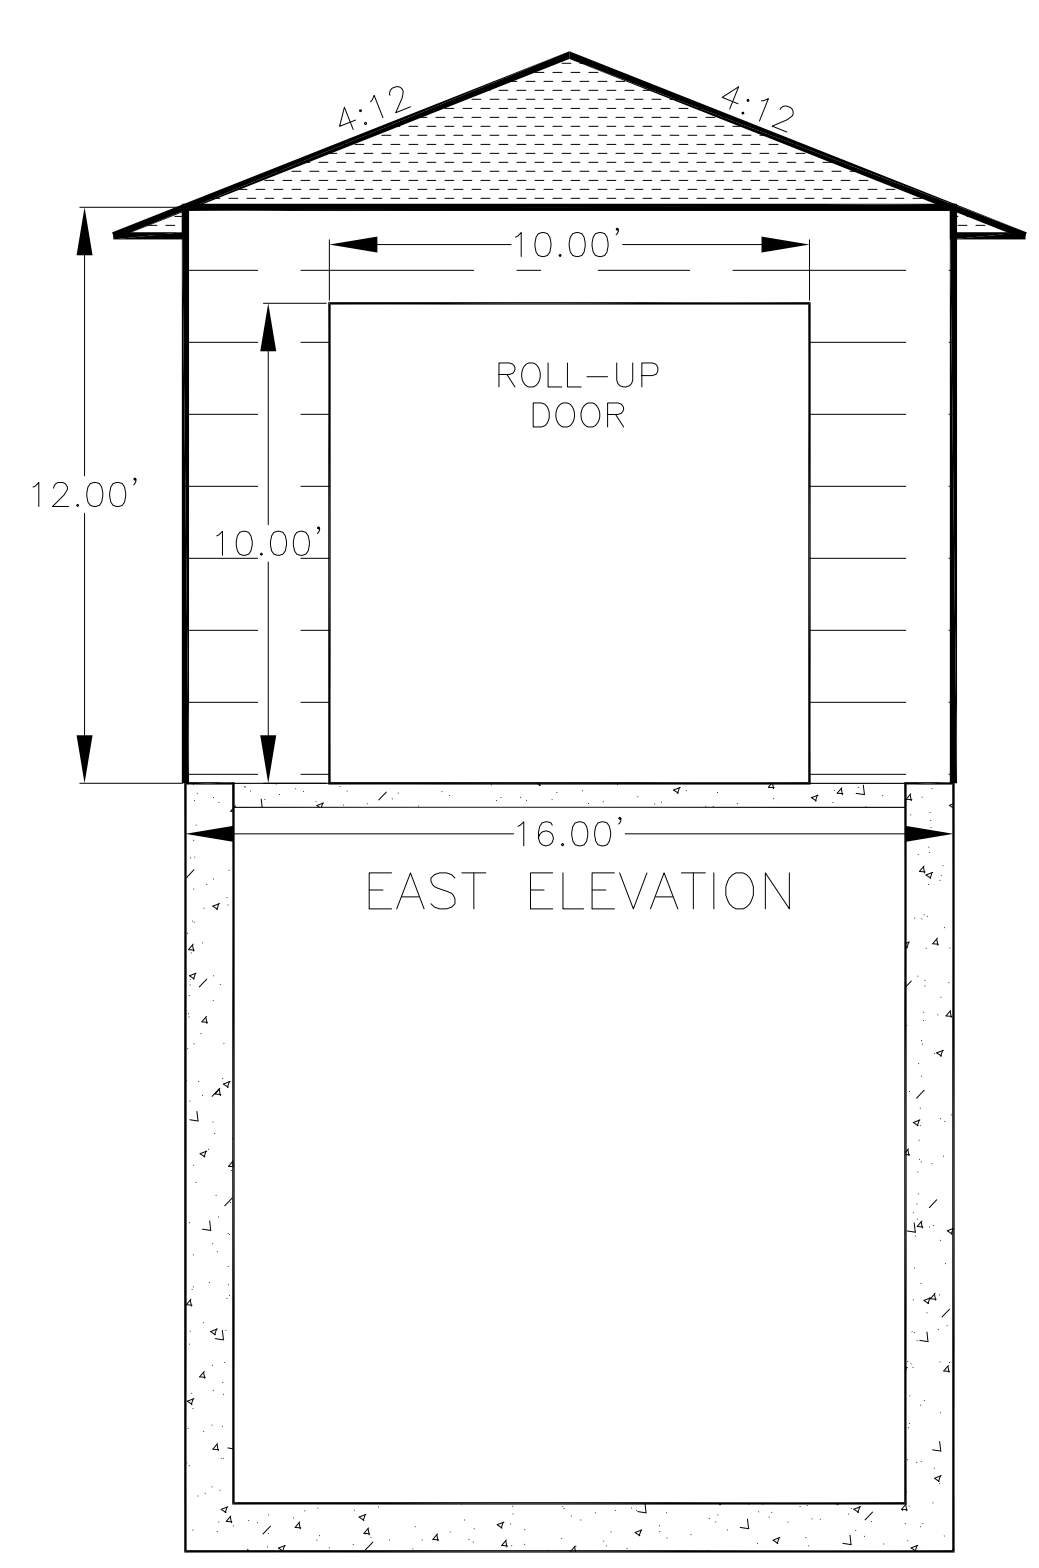 4:12
4:12
10.00'
ROLL-UP
DOOR
12.00'
10.00'
16.00'
EAST ELEVATION